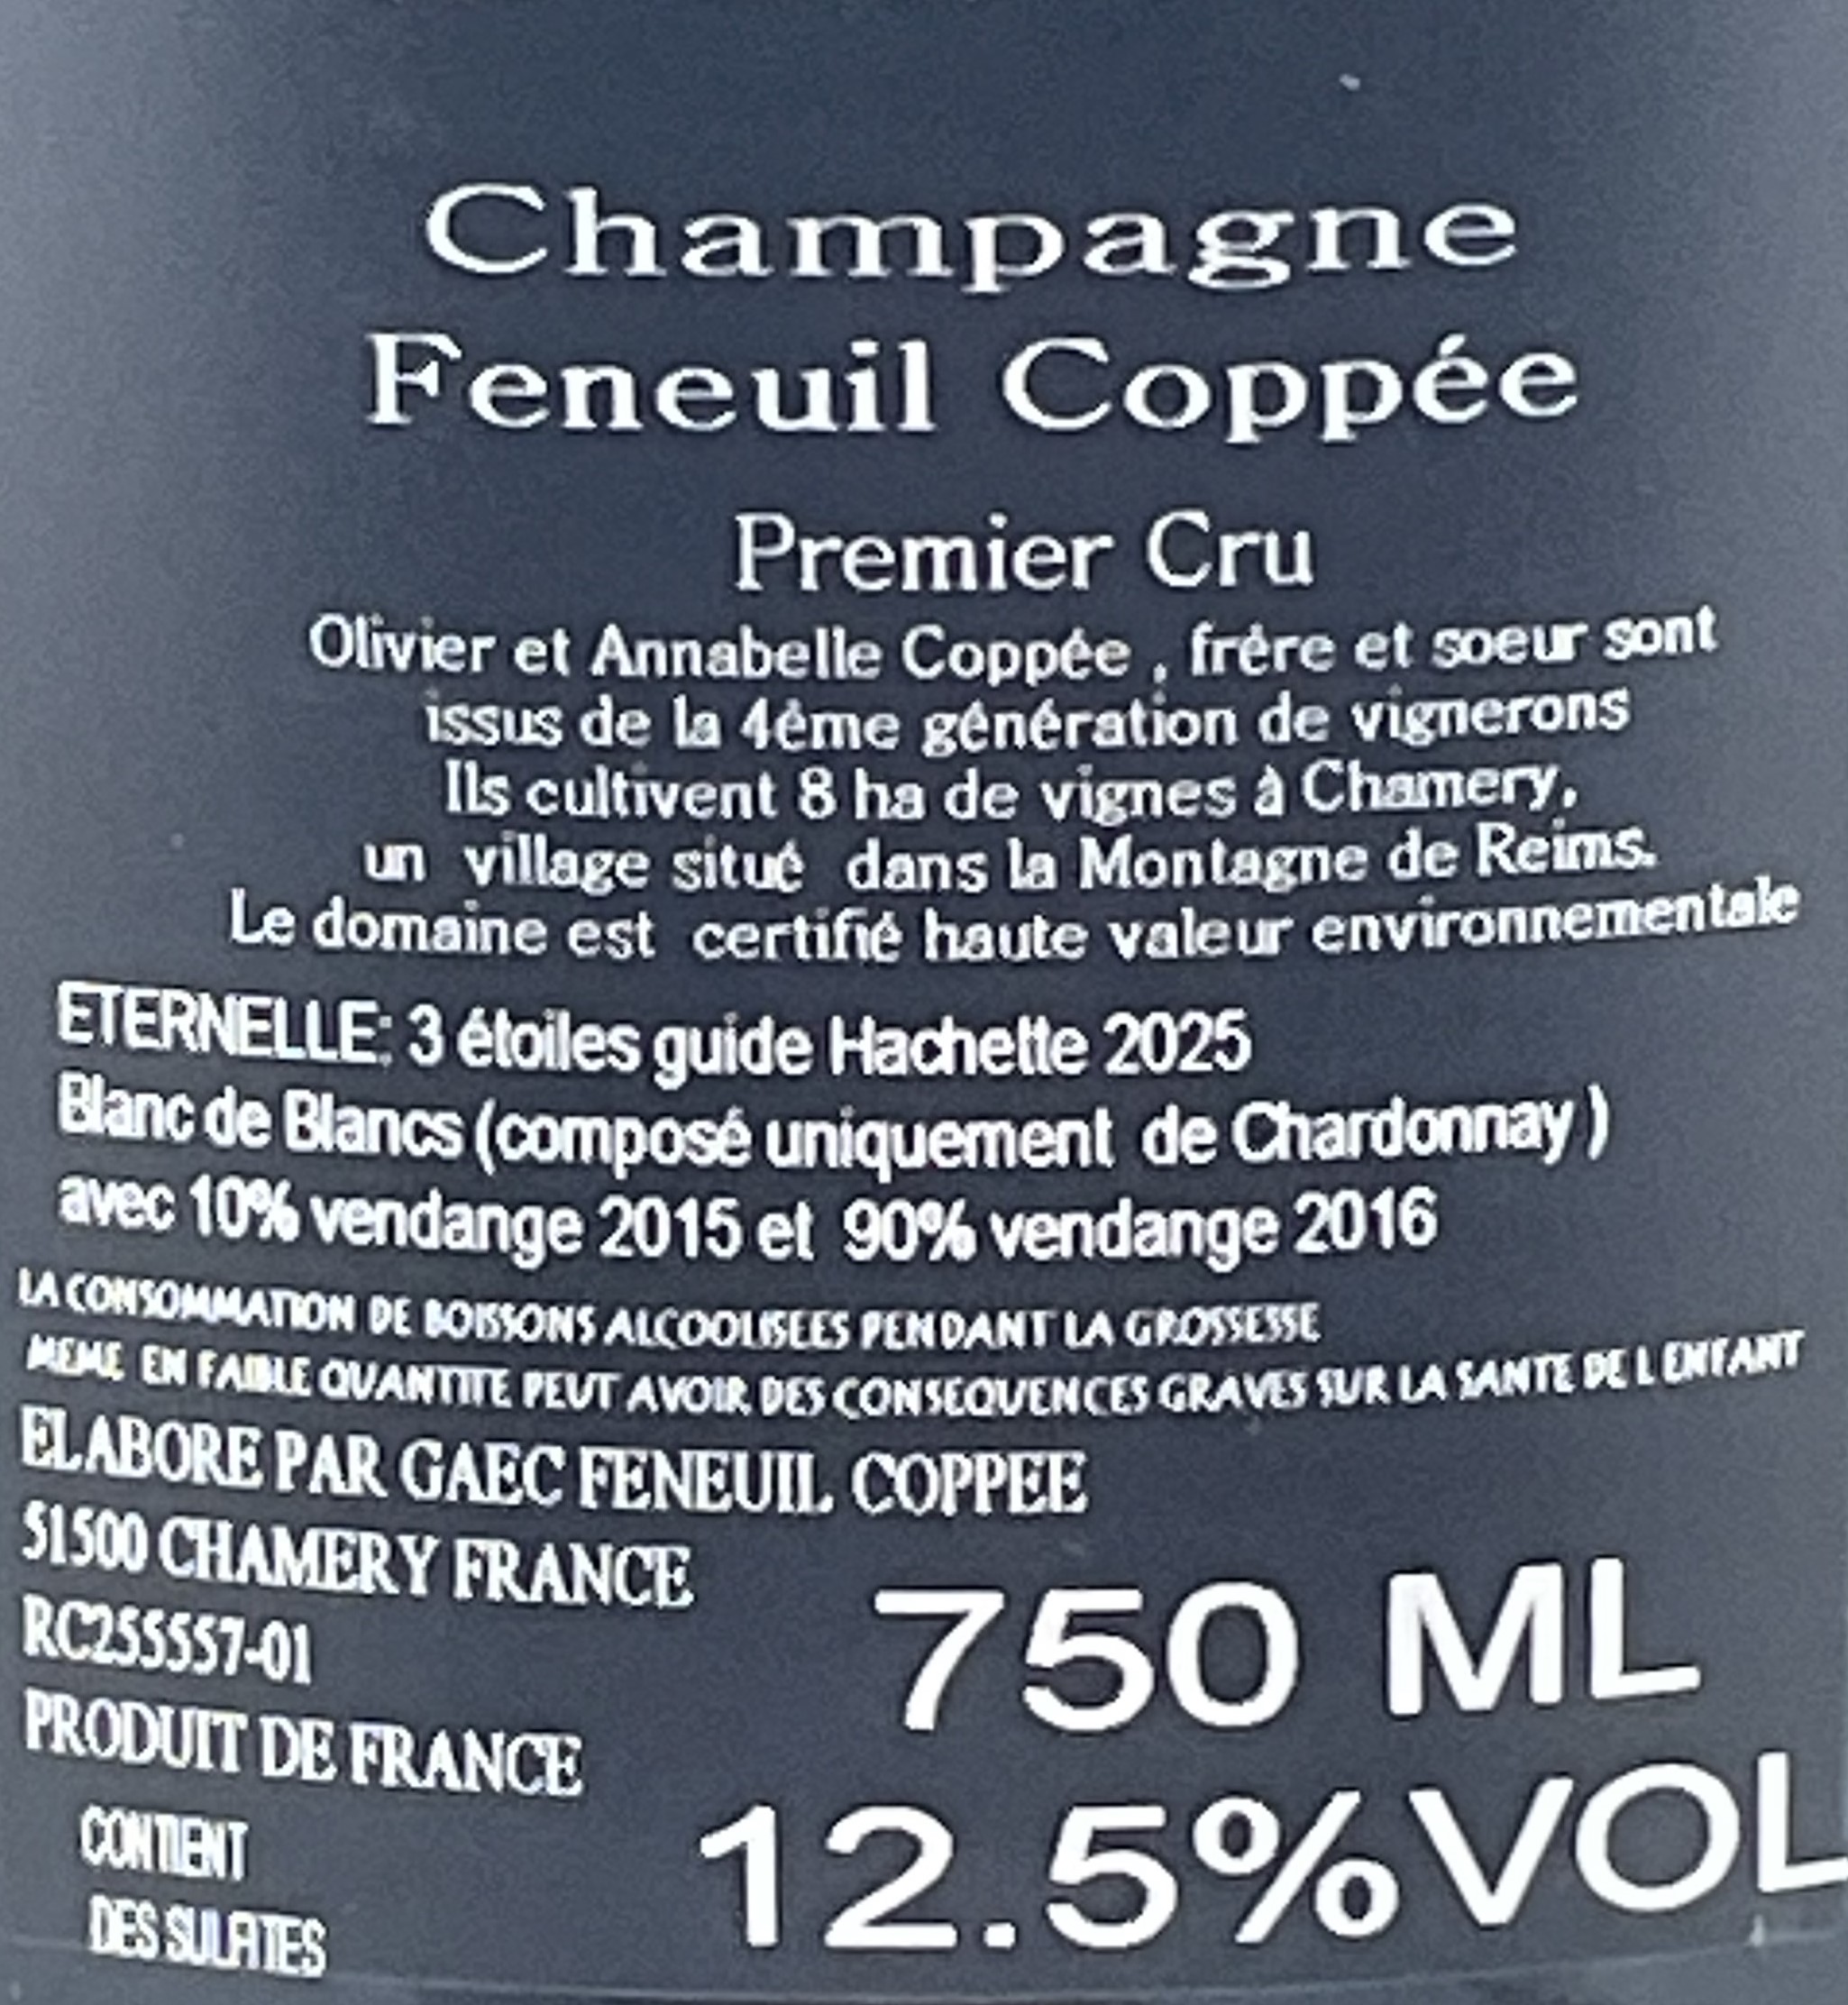 Champagne
Feneuil Coppée
Premier Cru
Olivier et Annabelle Coppée , frère et soeur sont
issus de la 4ème génération de vignerons
Ils cultivent 8 ha de vignes à Chamery,
un village situé dans la Montagne de Reims.
Le domaine est certifié haute valeur environnementale
ETERNELLE: 3 étoiles guide Hachette 2025
Blanc de Blancs (composé uniquement de Chardonnay )
avec 10% vendange 2015 et 90% vendange 2016
LA CONSOMMATION DE BOISSONS ALCOOLISEES PENDANT LA GROSSESSE
MEME EN FAIBLE QUANTITE PEUT AVOIR DES CONSEQUENCES GRAVES SUR LA SANTE DE L ENFANT
ELABORE PAR GAEC FENEUIL COPPEE
51500 CHAMERY FRANCE
RC255557-01
PRODUIT DE FRANCE
750 ML
CONTIENT
DES SULFITES
12.5%VOL